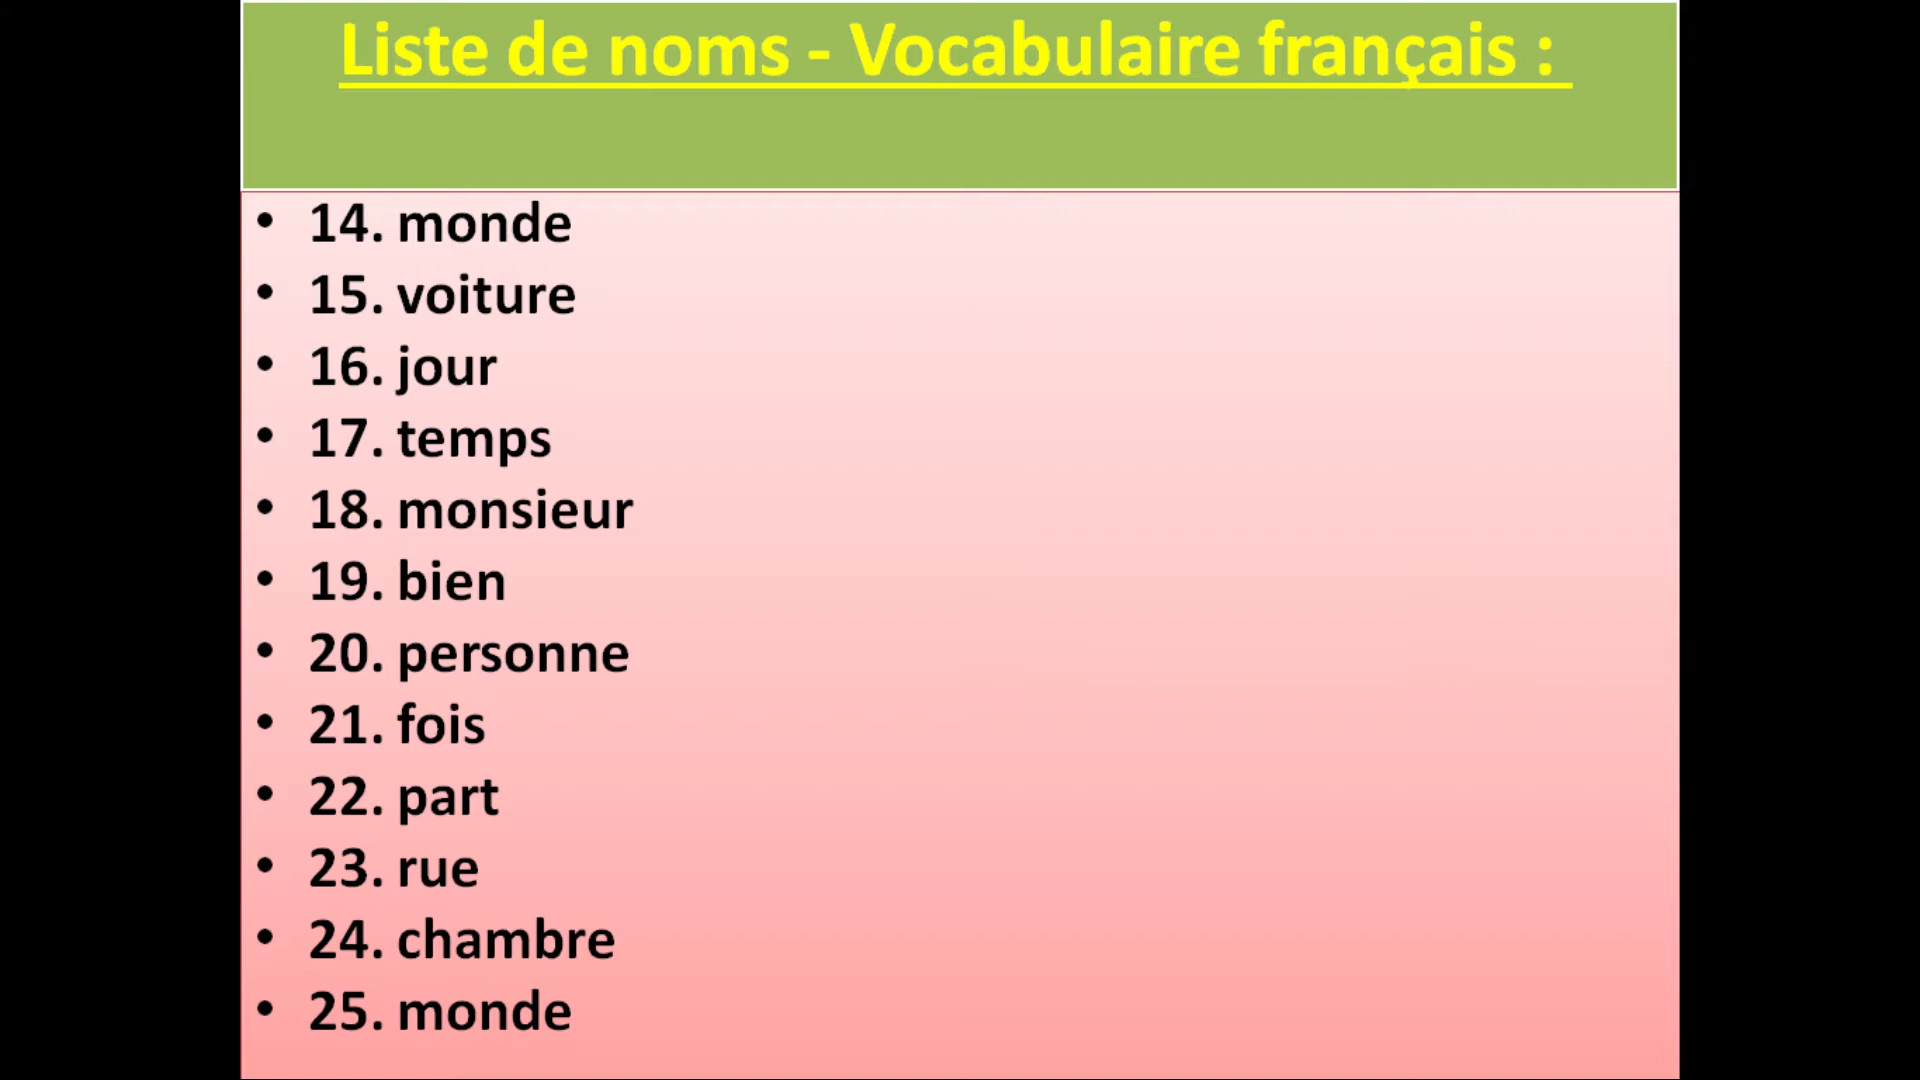 Liste de noms - Vocabulaire français :
• 14. monde
• 15. voiture
• 16. jour
• 17. temps
• 18. monsieur
• 19. bien
• 20. personne
• 21. fois
• 22. part
• 23. rue
• 24. chambre
• 25. monde